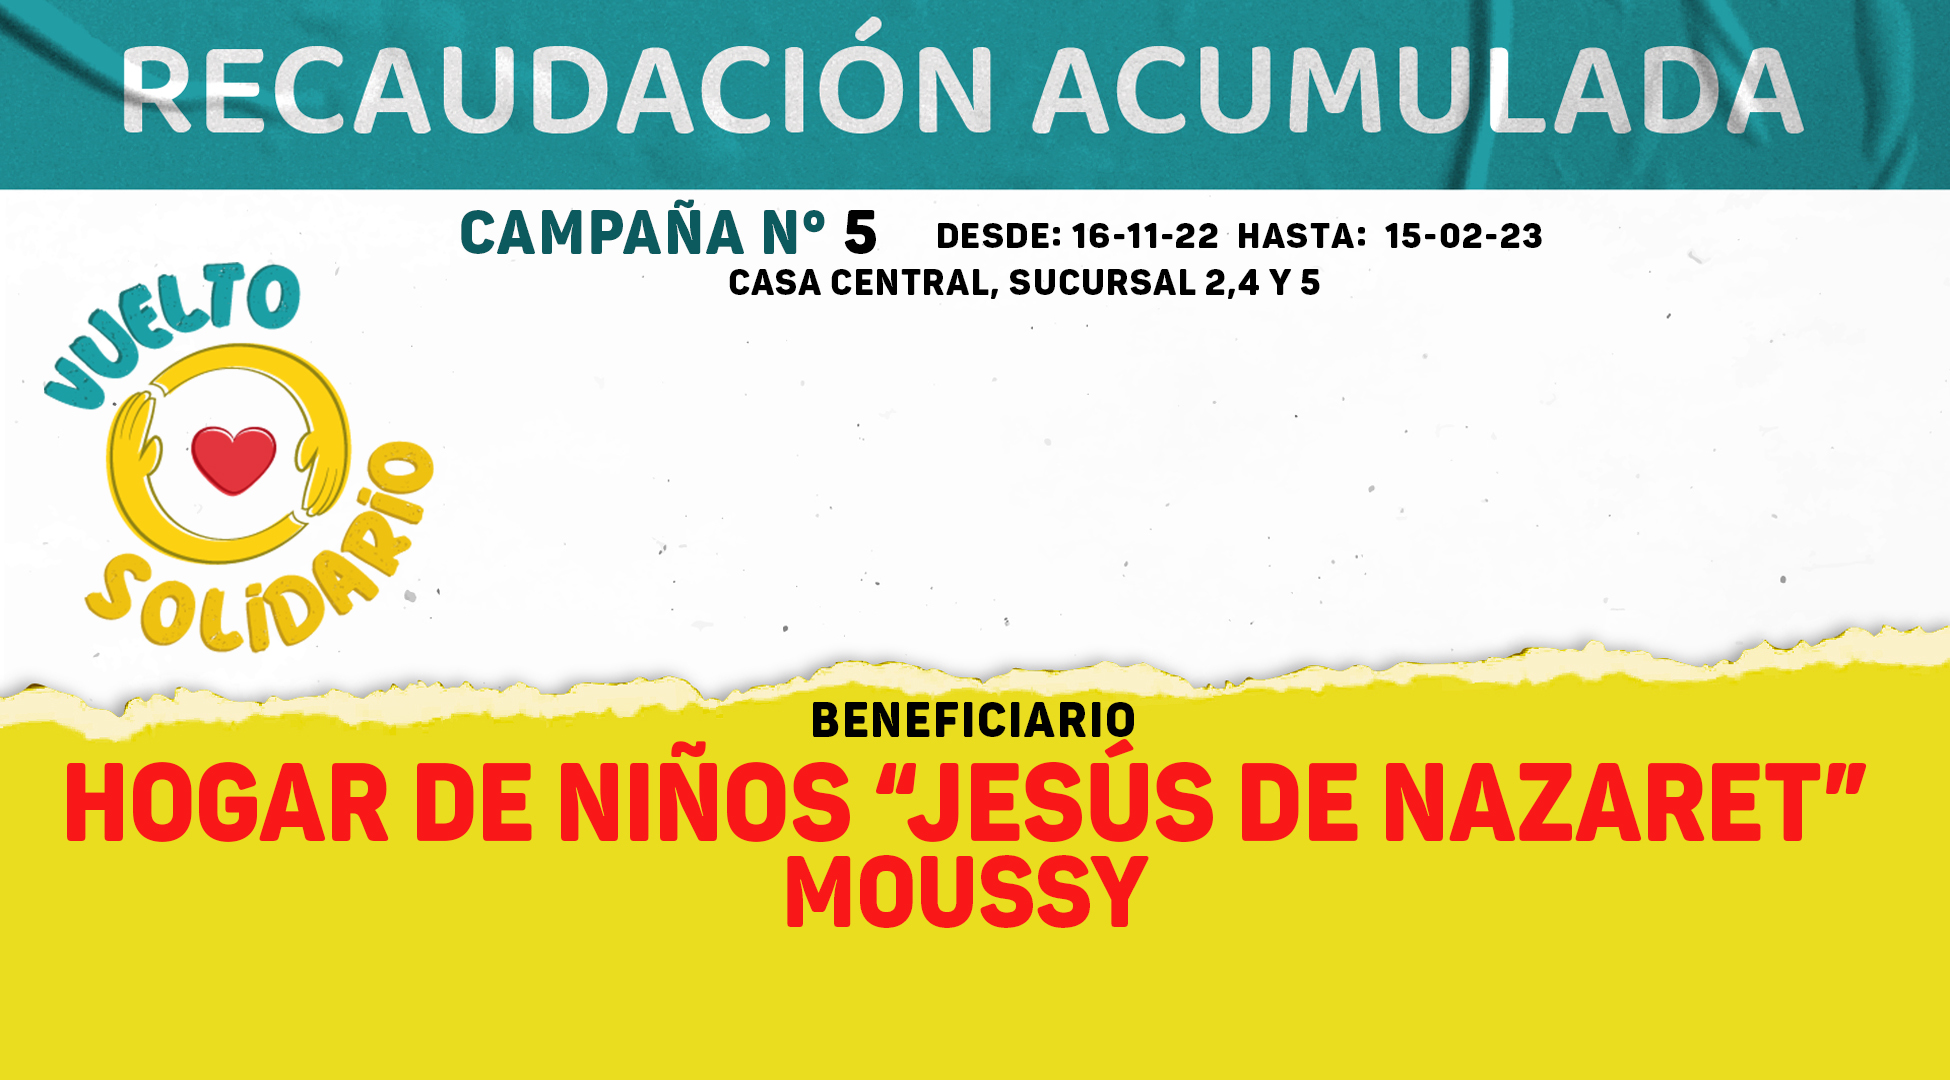 RECAUDACIÓN ACUMULADA
CAMPAÑA Nº 5 DESDE: 16-11-22 HASTA: 15-02-23
CASA CENTRAL, SUCURSAL 2,4 Y 5
VUELTO
SOLIDARIO
BENEFICIARIO
HOGAR DE NIÑOS “JESÚS DE NAZARET”
MOUSSY